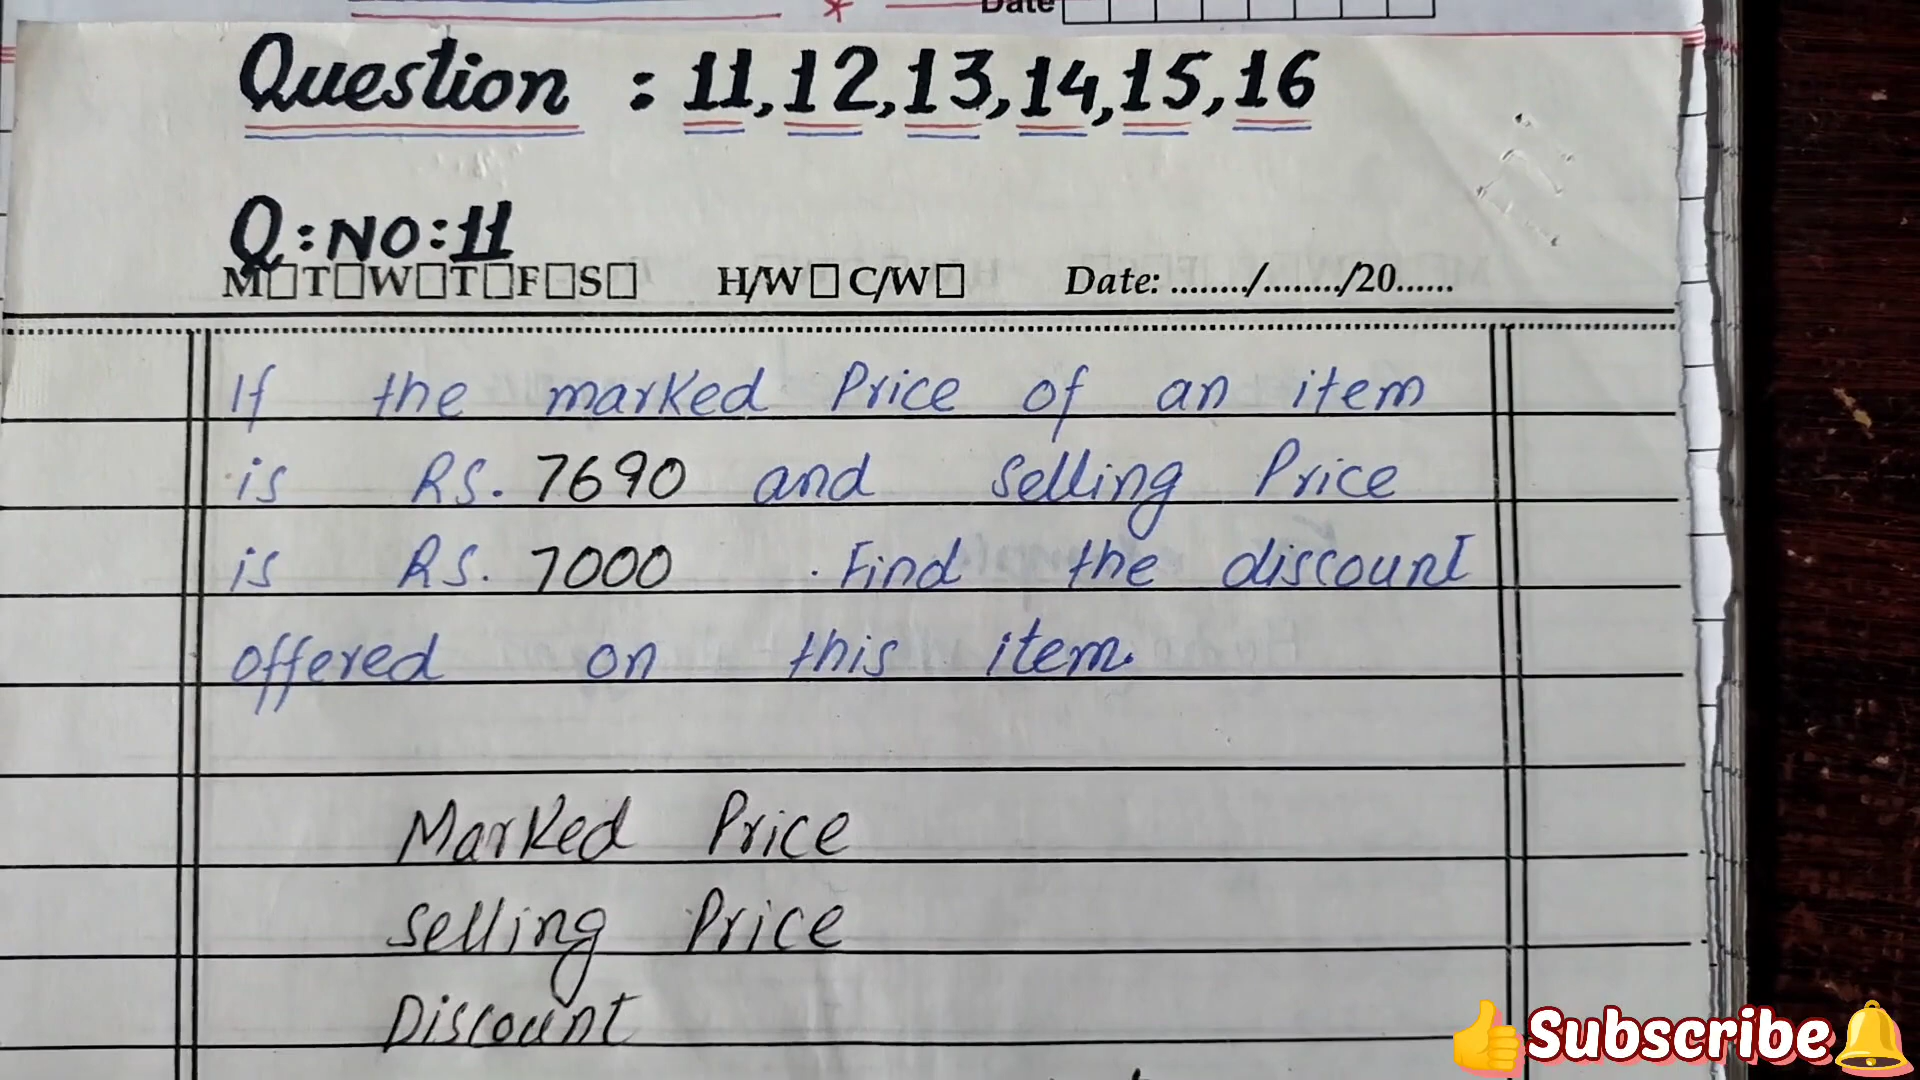 Date
Question : 11, 12, 13, 14, 15, 16
Q:NO:11
M□T□W□T□F□S□ H/W□ C/W□ Date: ......../......../20......
If the marked Price of an item
is RS. 7690 and selling Price
is RS. 7000 . Find the discount
offered on this item.
Marked Price
Selling Price
Discount
Subscribe